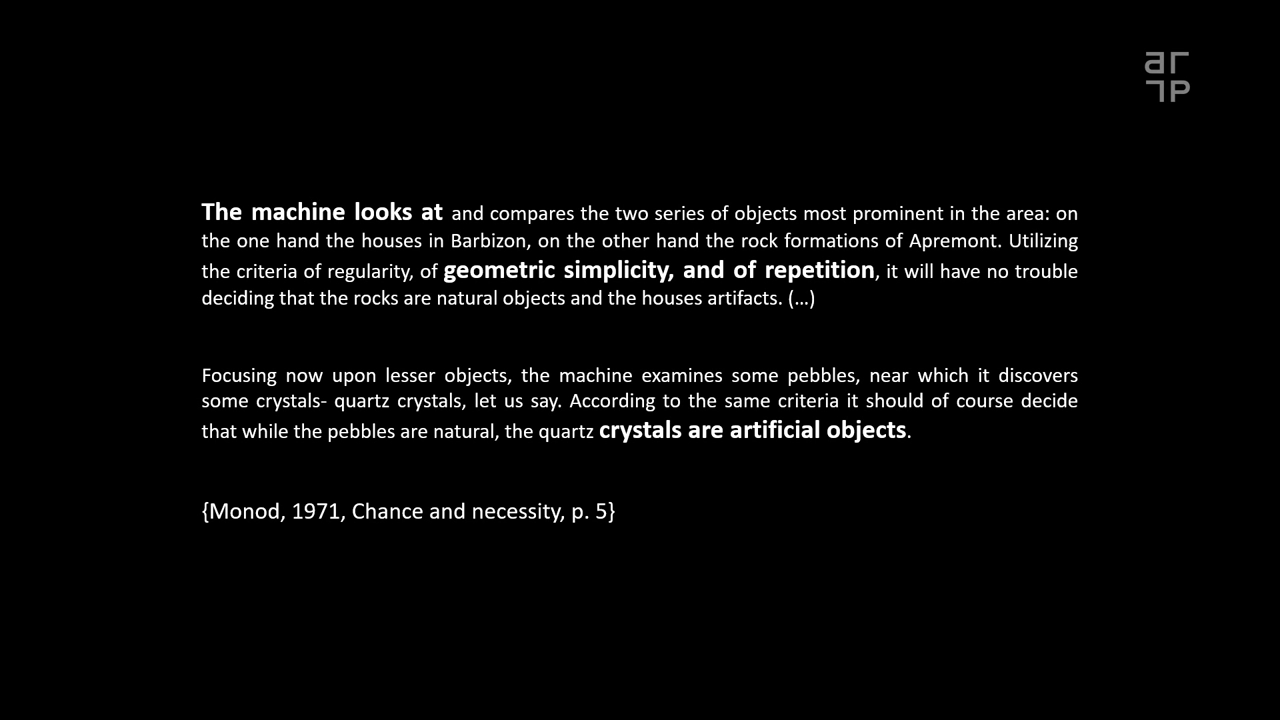 The machine looks at and compares the two series of objects most prominent in the area: on
the one hand the houses in Barbizon, on the other hand the rock formations of Apremont. Utilizing
the criteria of regularity, of geometric simplicity, and of repetition, it will have no trouble
deciding that the rocks are natural objects and the houses artifacts. (…)
Focusing now upon lesser objects, the machine examines some pebbles, near which it discovers
some crystals- quartz crystals, let us say. According to the same criteria it should of course decide
that while the pebbles are natural, the quartz crystals are artificial objects.
{Monod, 1971, Chance and necessity, p. 5}